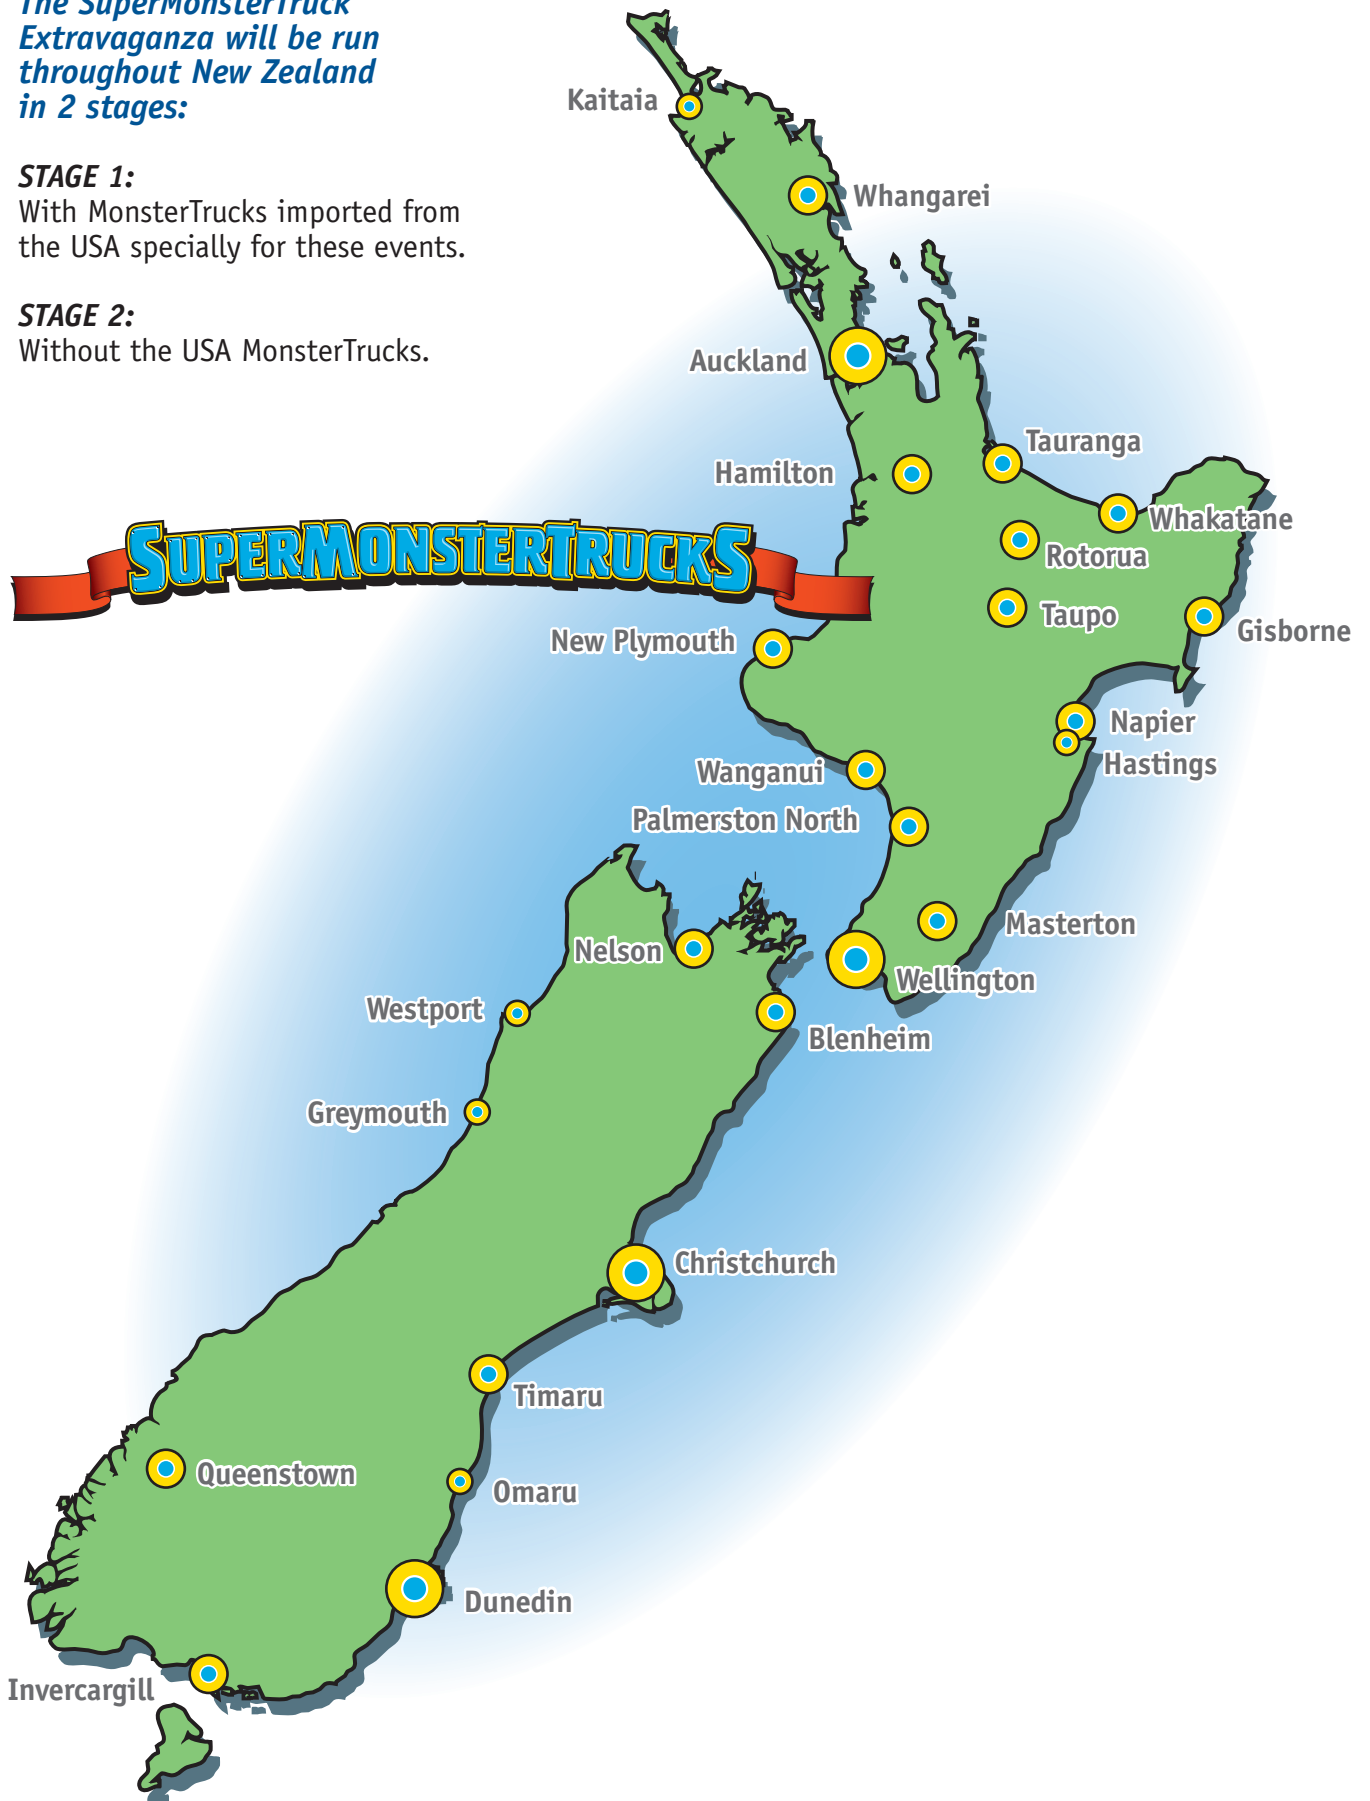 The SuperMonsterTruck
Extravaganza will be run
throughout New Zealand
in 2 stages:
STAGE 1:
With MonsterTrucks imported from
the USA specially for these events.
STAGE 2:
Without the USA MonsterTrucks.
Kaitaia
Whangarei
Auckland
Tauranga
Hamilton
Whakatane
SUPERMONSTERTRUCKS
Rotorua
Taupo
Gisborne
New Plymouth
Napier
Hastings
Wanganui
Palmerston North
Masterton
Nelson
Wellington
Westport
Blenheim
Greymouth
Christchurch
Timaru
Queenstown
Omaru
Dunedin
Invercargill